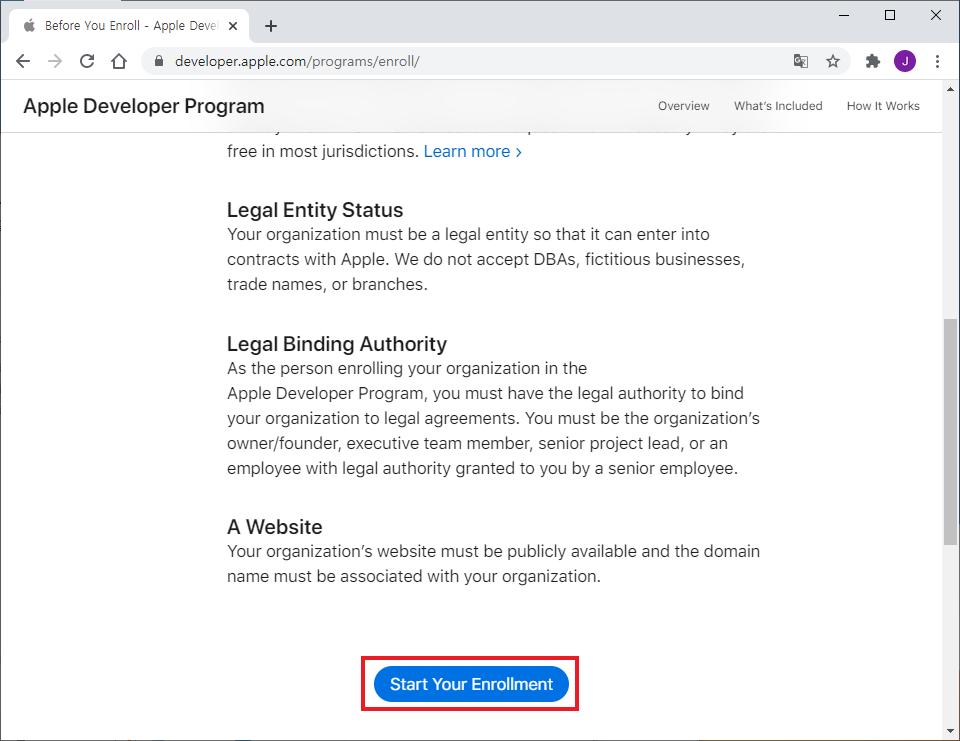 Before You Enroll - Apple Deve
developer.apple.com/programs/enroll/
J
Apple Developer Program
Overview
What's Included
How It Works
free in most jurisdictions. Learn more >
Legal Entity Status
Your organization must be a legal entity so that it can enter into
contracts with Apple. We do not accept DBAs, fictitious businesses,
trade names, or branches.
Legal Binding Authority
As the person enrolling your organization in the
Apple Developer Program, you must have the legal authority to bind
your organization to legal agreements. You must be the organization's
owner/founder, executive team member, senior project lead, or an
employee with legal authority granted to you by a senior employee.
A Website
Your organization's website must be publicly available and the domain
name must be associated with your organization.
Start Your Enrollment